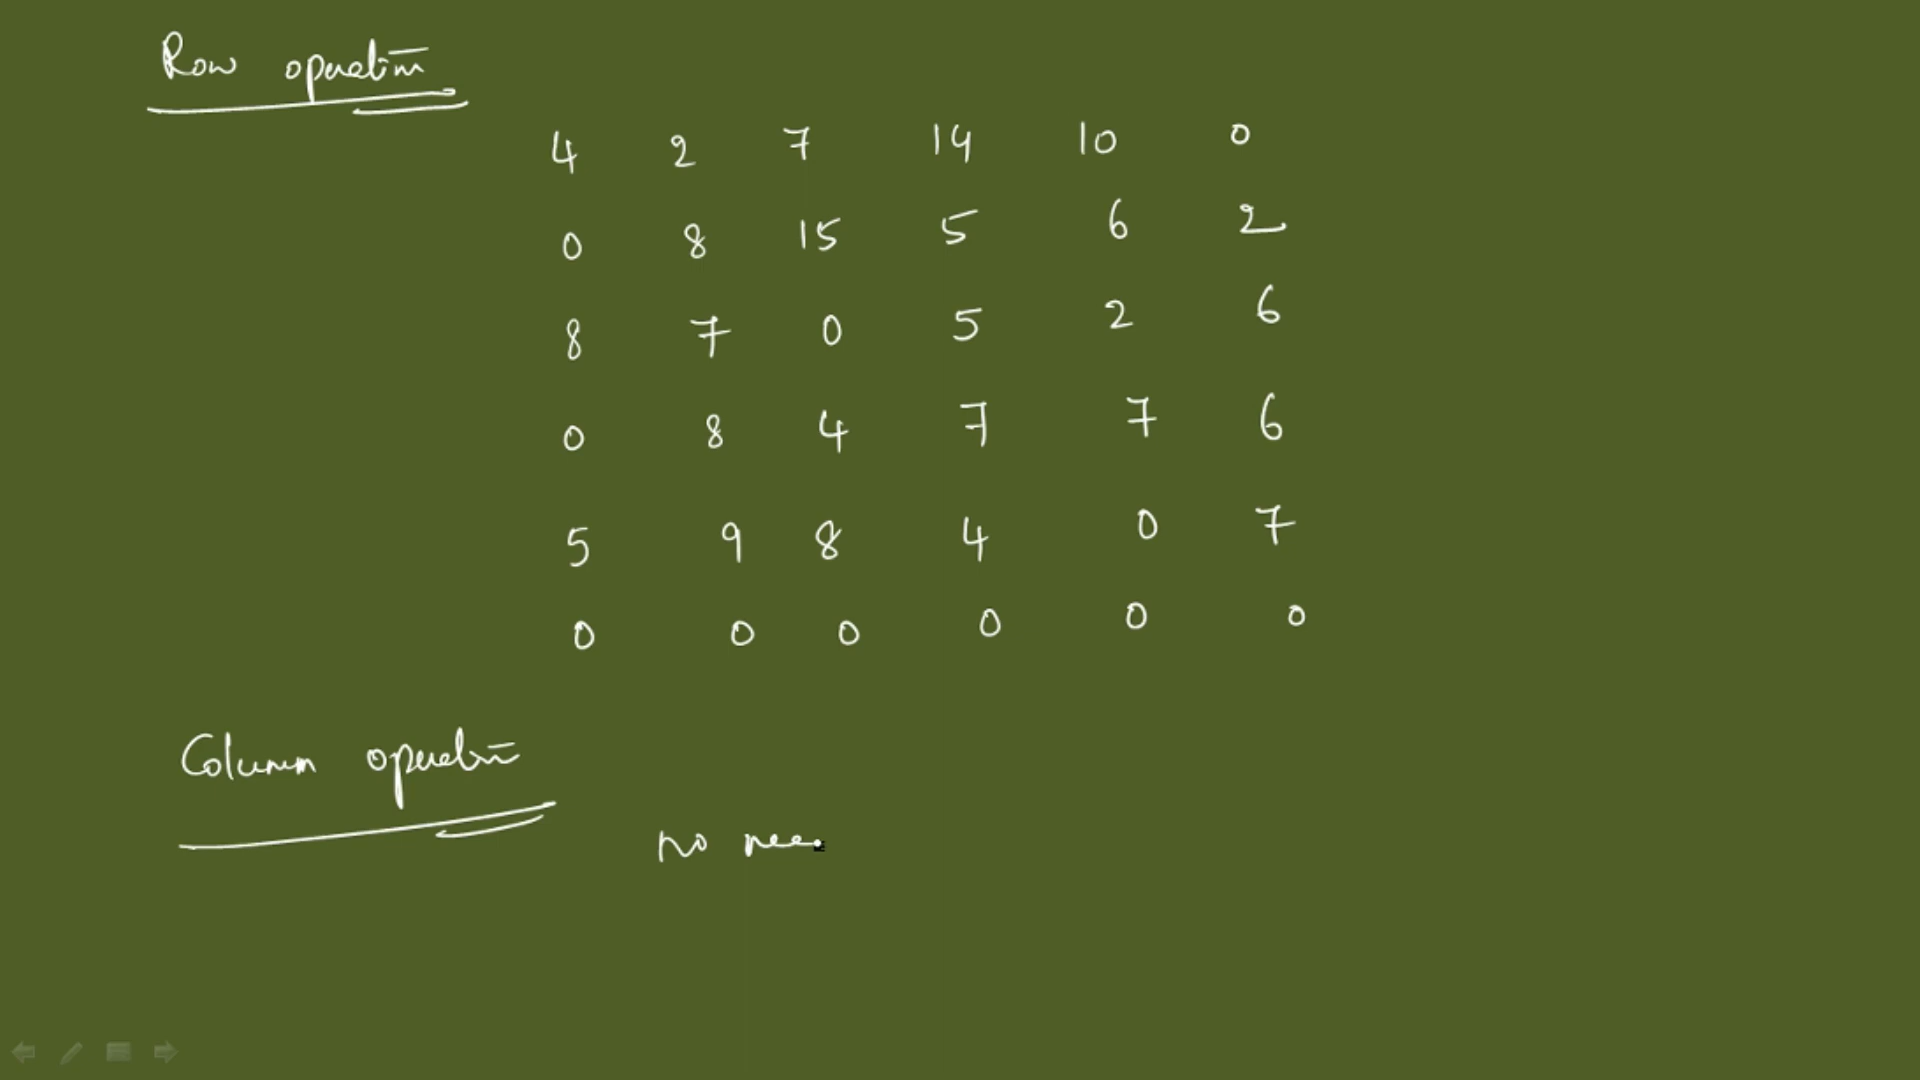 Row operation
4 2 7 14 10 0
0 8 15 5 6 2
8 7 0 5 2 6
0 8 4 7 7 6
5 9 8 4 0 7
0 0 0 0 0 0
Column operation
no nee